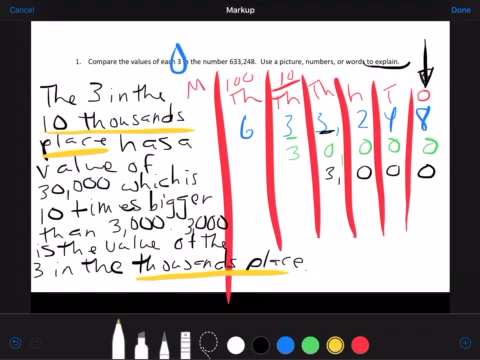 Cancel
Markup
Done
1. Compare the values of each 3 in the number 633,248. Use a picture, numbers, or words to explain.
The 3 in the
10 thousands
place has a
value of
30,000 which is
10 times bigger
than 3,000. 3,000
is the value of the
3 in the thousands place.
M 100 Th 10 Th Th h T O
6 3 3, 2 4 8
3 0, 0 0 0
3, 0 0 0